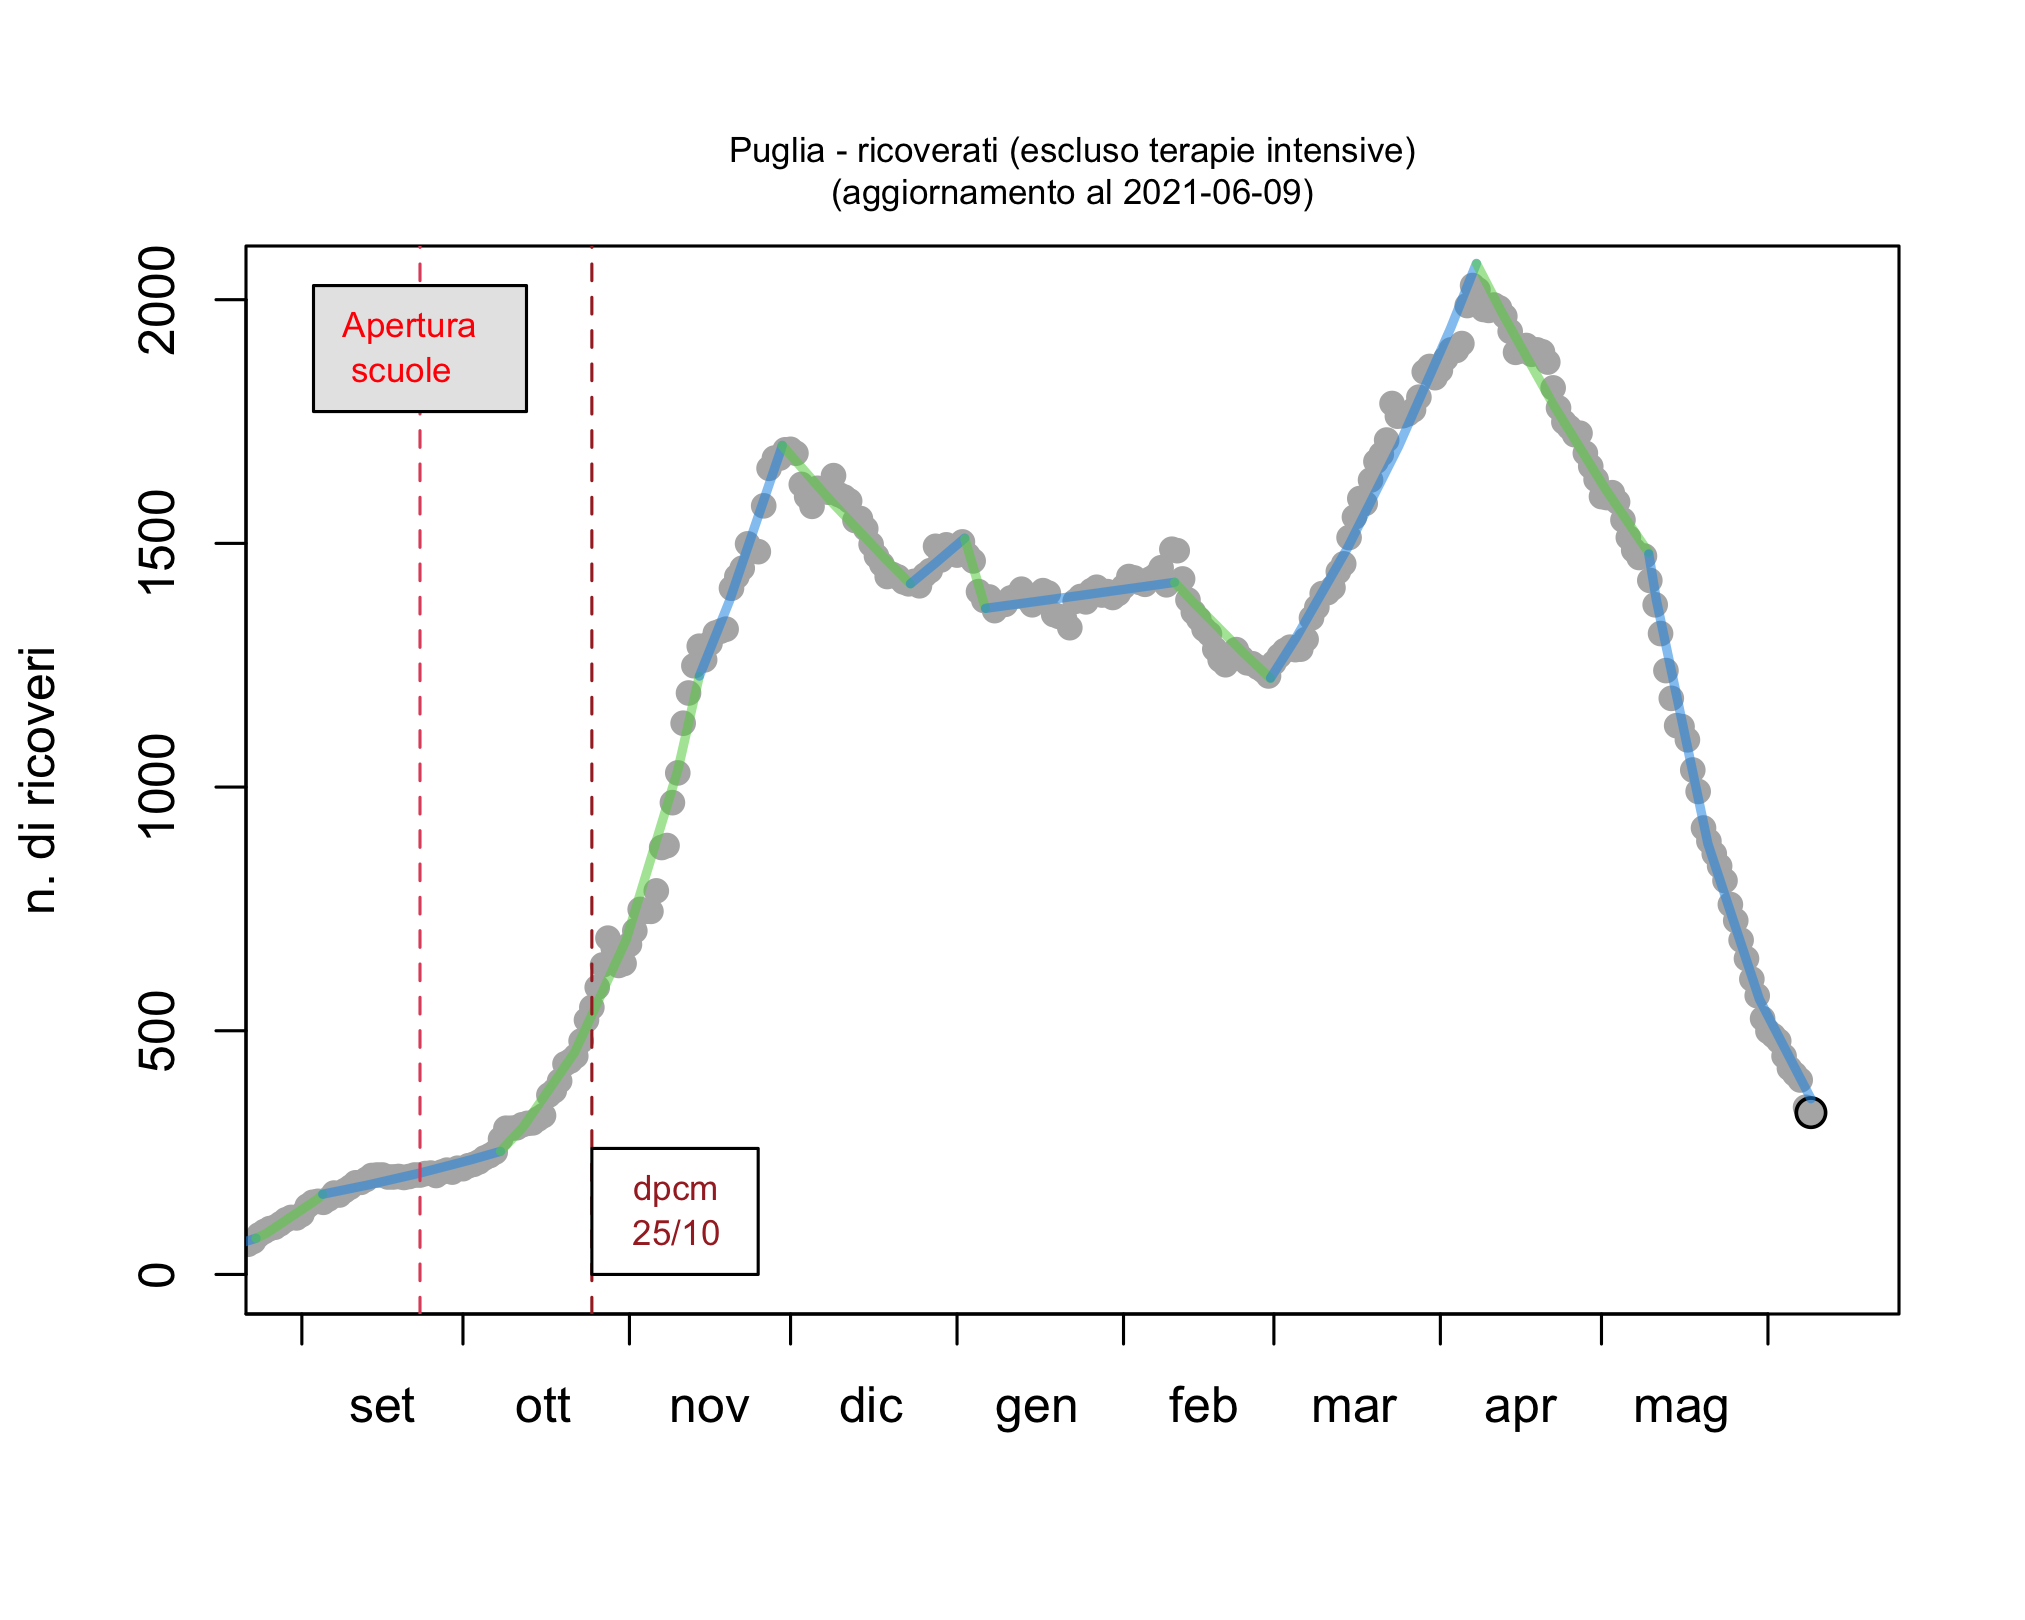 Puglia - ricoverati (escluso terapie intensive)
(aggiornamento al 2021-06-09)
n. di ricoveri
2000
1500
1000
500
0
Apertura
scuole
dpcm
25/10
set ott nov dic gen feb mar apr mag